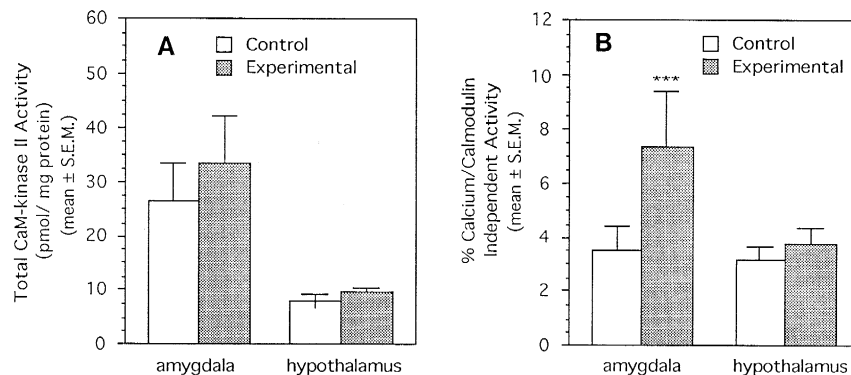 A
Control
Experimental
Total CaM-kinase II Activity
(pmol/ mg protein)
(mean ± S.E.M.)
60
50
40
30
20
10
0
amygdala
hypothalamus
B
Control
Experimental
% Calcium/Calmodulin
Independent Activity
(mean ± S.E.M.)
12
10
8
6
4
2
0
***
amygdala
hypothalamus